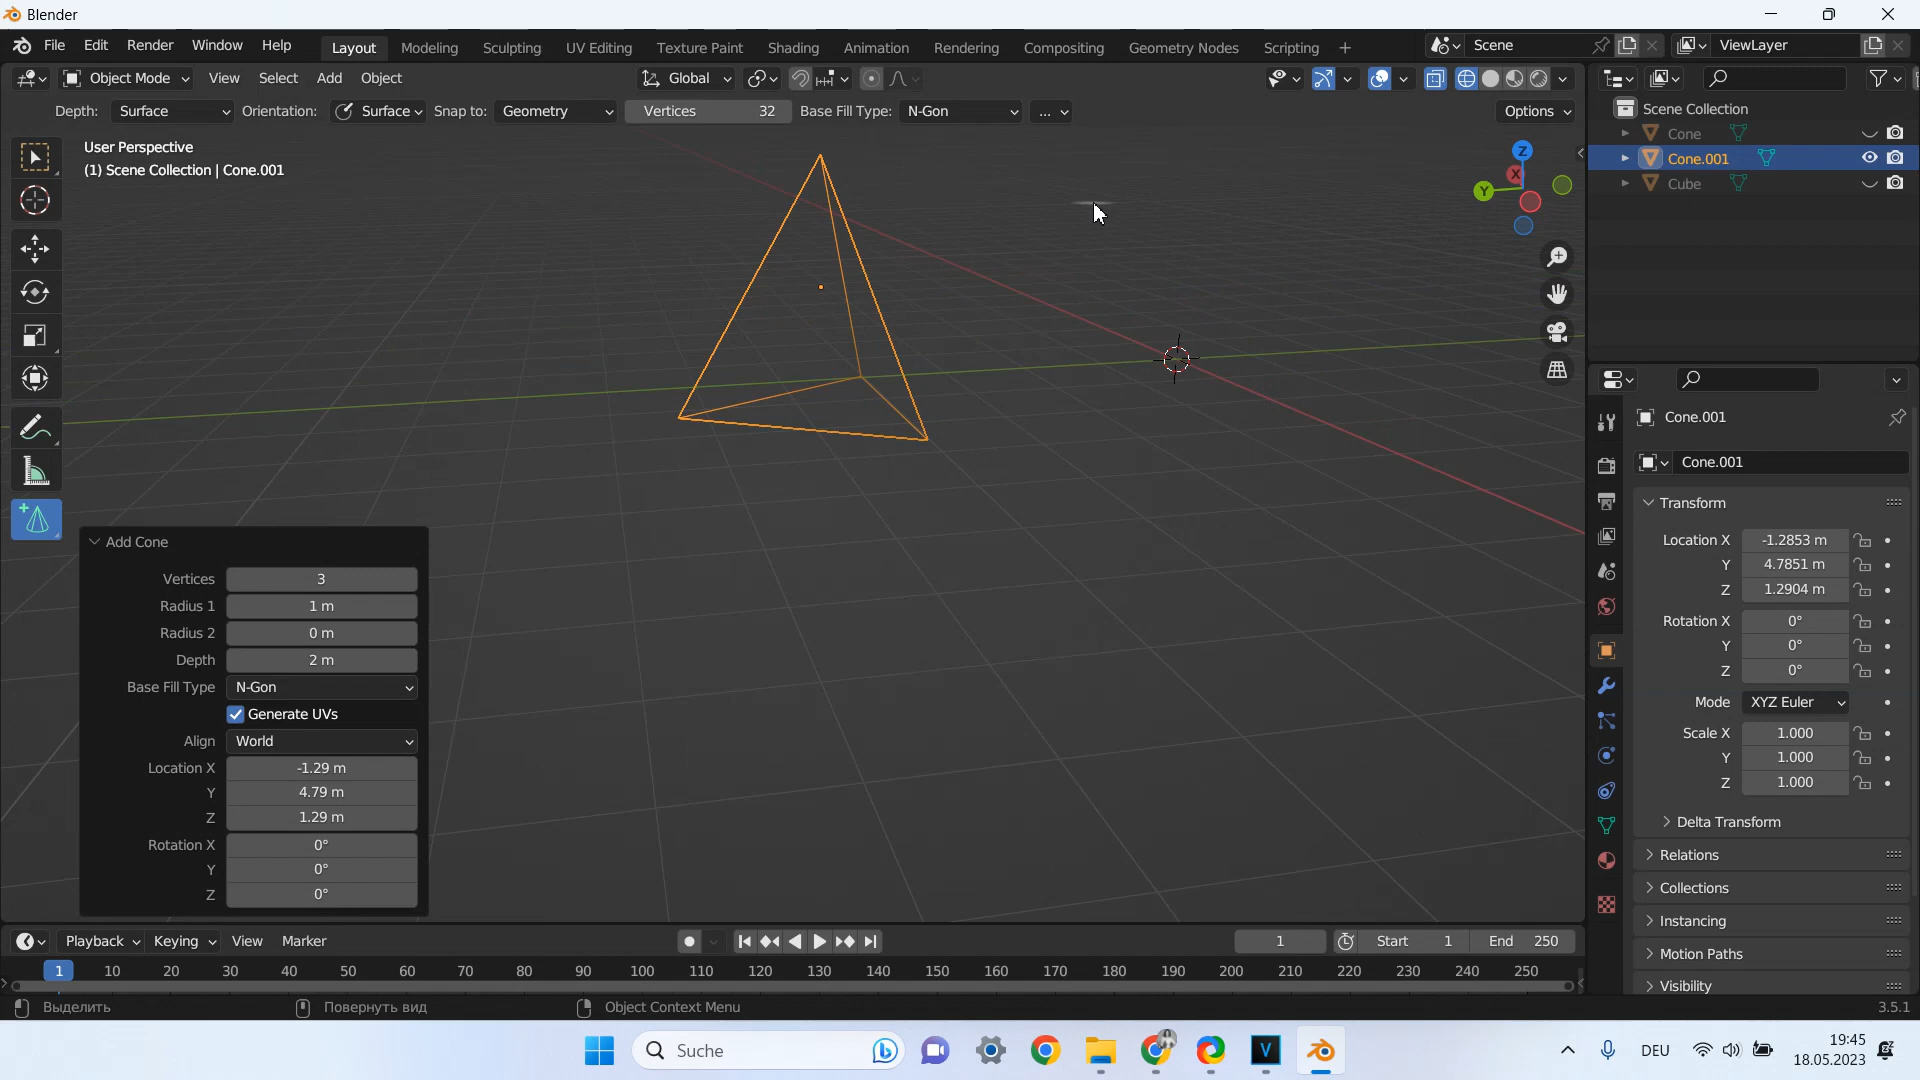 Blender
File Edit Render Window Help Layout Modeling Sculpting UV Editing Texture Paint Shading Animation Rendering Compositing Geometry Nodes Scripting + Scene ViewLayer
Object Mode View Select Add Object Global
Depth: Surface Orientation: Surface Snap to: Geometry Vertices 32 Base Fill Type: N-Gon ... Options
User Perspective
(1) Scene Collection | Cone.001
Z
X
Y
Scene Collection
Cone
Cone.001
Cube
Cone.001
Cone.001
Transform
Location X -1.2853 m
Y 4.7851 m
Z 1.2904 m
Rotation X 0°
Y 0°
Z 0°
Mode XYZ Euler
Scale X 1.000
Y 1.000
Z 1.000
Delta Transform
Relations
Collections
Instancing
Motion Paths
Visibility
Add Cone
Vertices 3
Radius 1 1 m
Radius 2 0 m
Depth 2 m
Base Fill Type N-Gon
Generate UVs
Align World
Location X -1.29 m
Y 4.79 m
Z 1.29 m
Rotation X 0°
Y 0°
Z 0°
Playback Keying View Marker 1 Start 1 End 250
1 10 20 30 40 50 60 70 80 90 100 110 120 130 140 150 160 170 180 190 200 210 220 230 240 250
Выделить Повернуть вид Object Context Menu 3.5.1
Suche V DEU 19:45
18.05.2023